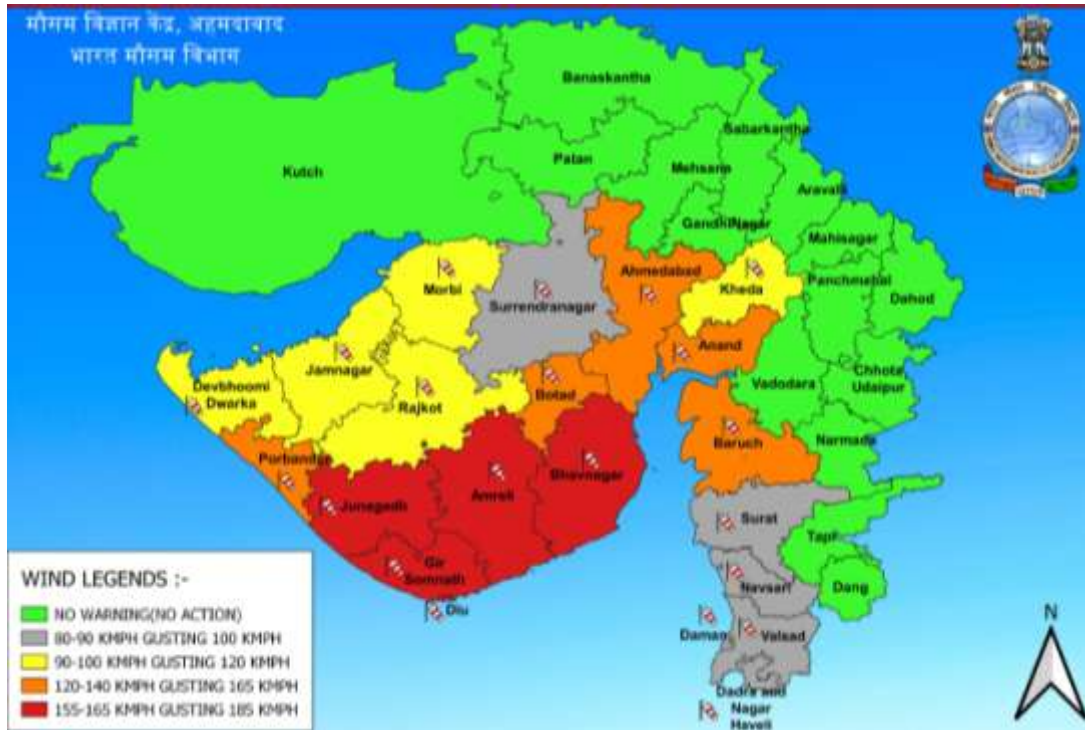 मौसम विज्ञान केंद्र, अहमदाबाद
भारत मौसम विभाग
Banaskantha
Sabarkantha
Patan
Mehsana
Kutch
Aravalli
GandhiNagar
Mahisagar
Ahmedabad
Panchmahal
Kheda
Dahod
Morbi
Surrendranagar
Anand
Jamnagar
Chhota
Udaipur
Devbhoomi
Dwarka
Vadodara
Rajkot
Botad
Baruch
Narmada
Porbandar
Bhavnagar
Amreli
Junagadh
Surat
Tapi
Gir
Somnath
Navsari
Dang
Diu
Daman
Valsad
Dadra and
Nagar
Haveli
WIND LEGENDS :-
NO WARNING(NO ACTION)
80-90 KMPH GUSTING 100 KMPH
90-100 KMPH GUSTING 120 KMPH
120-140 KMPH GUSTING 165 KMPH
155-165 KMPH GUSTING 185 KMPH
N